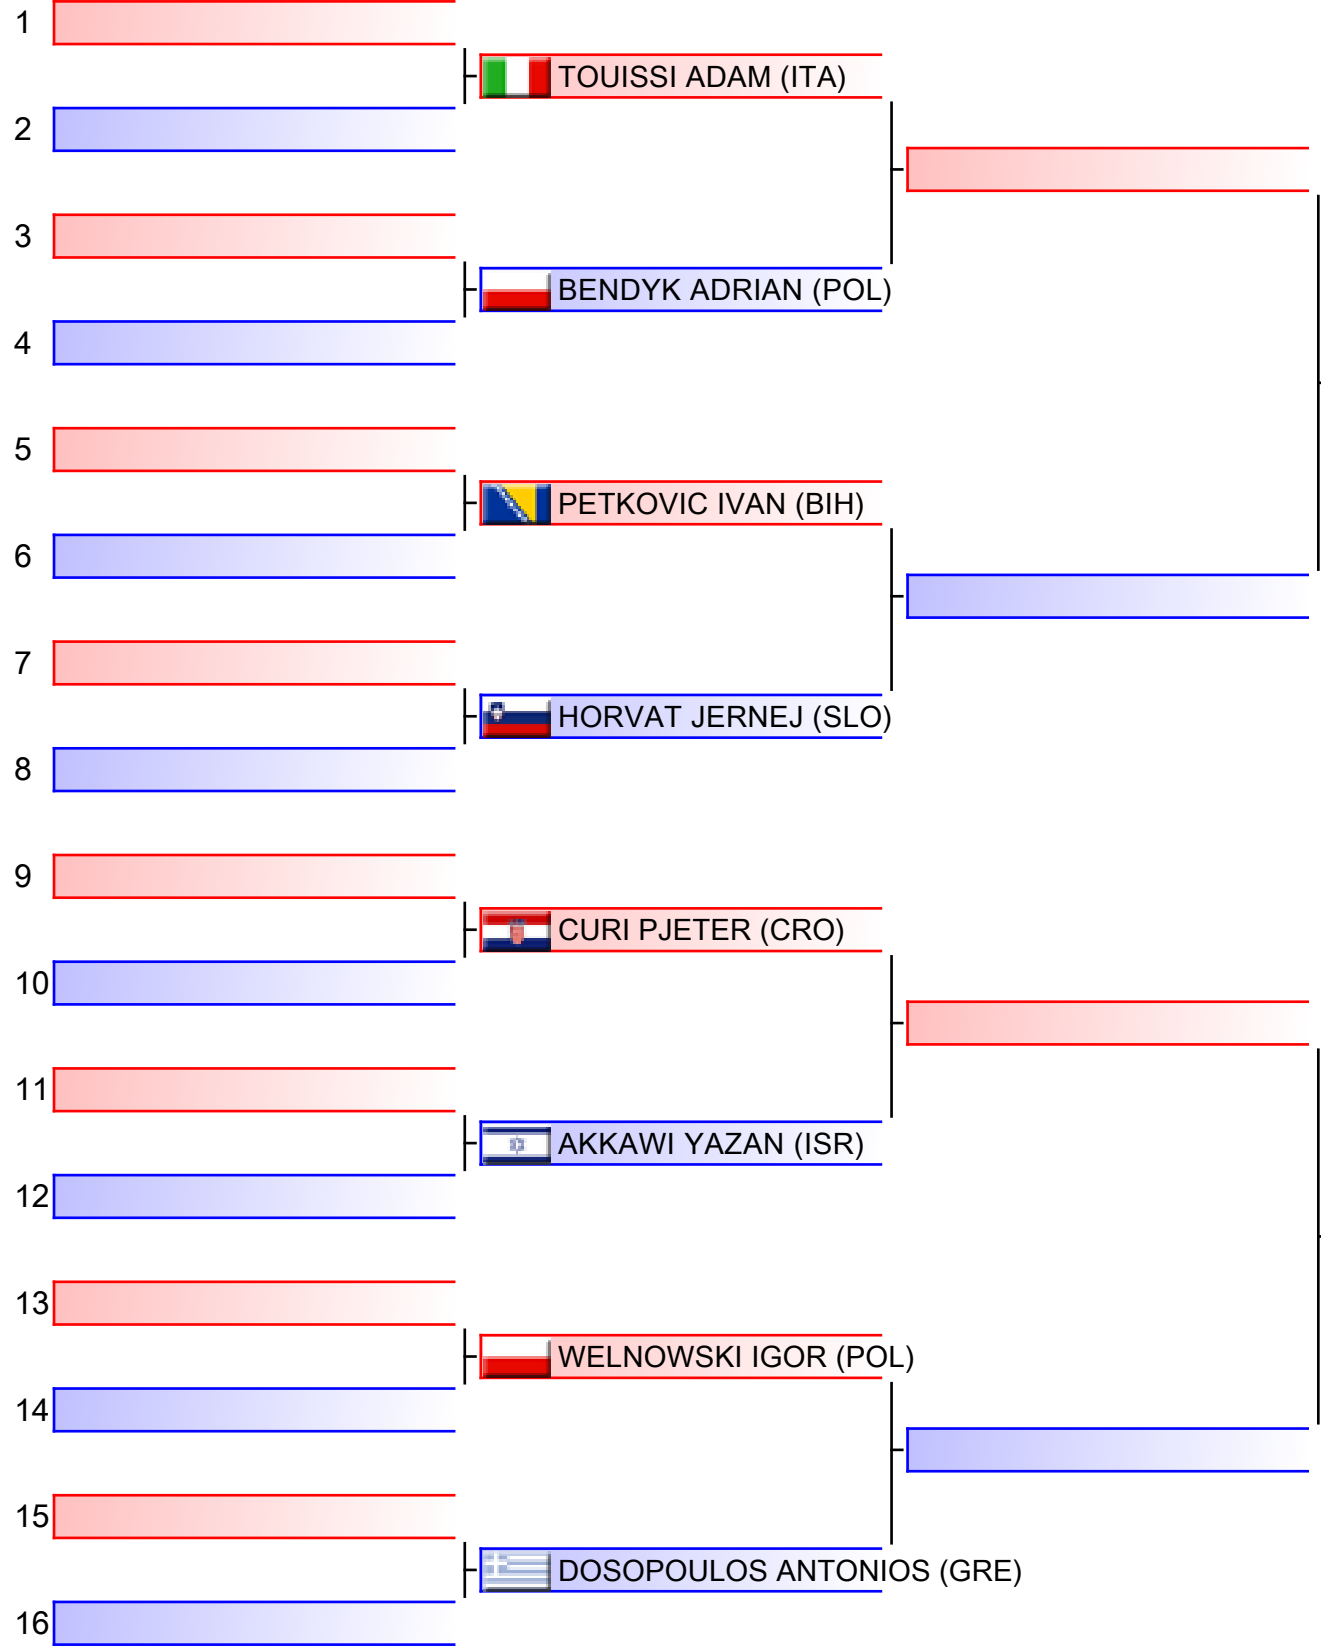 1
TOUISSI ADAM (ITA)
2
3
BENDYK ADRIAN (POL)
4
5
PETKOVIC IVAN (BIH)
6
7
HORVAT JERNEJ (SLO)
8
9
CURI PJETER (CRO)
10
11
AKKAWI YAZAN (ISR)
12
13
WELNOWSKI IGOR (POL)
14
15
DOSOPOULOS ANTONIOS (GRE)
16